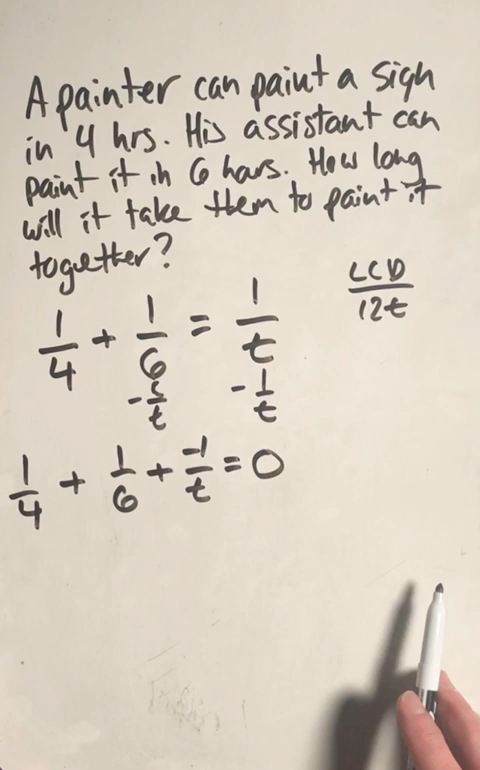 A painter can paint a sign
in 4 hrs. His assistant can
paint it in 6 hours. How long
will it take them to paint it
togeether?
LCD
12t
1/4 + 1/6 = 1/t
-1/t -1/t
1/4 + 1/6 + -1/t = 0